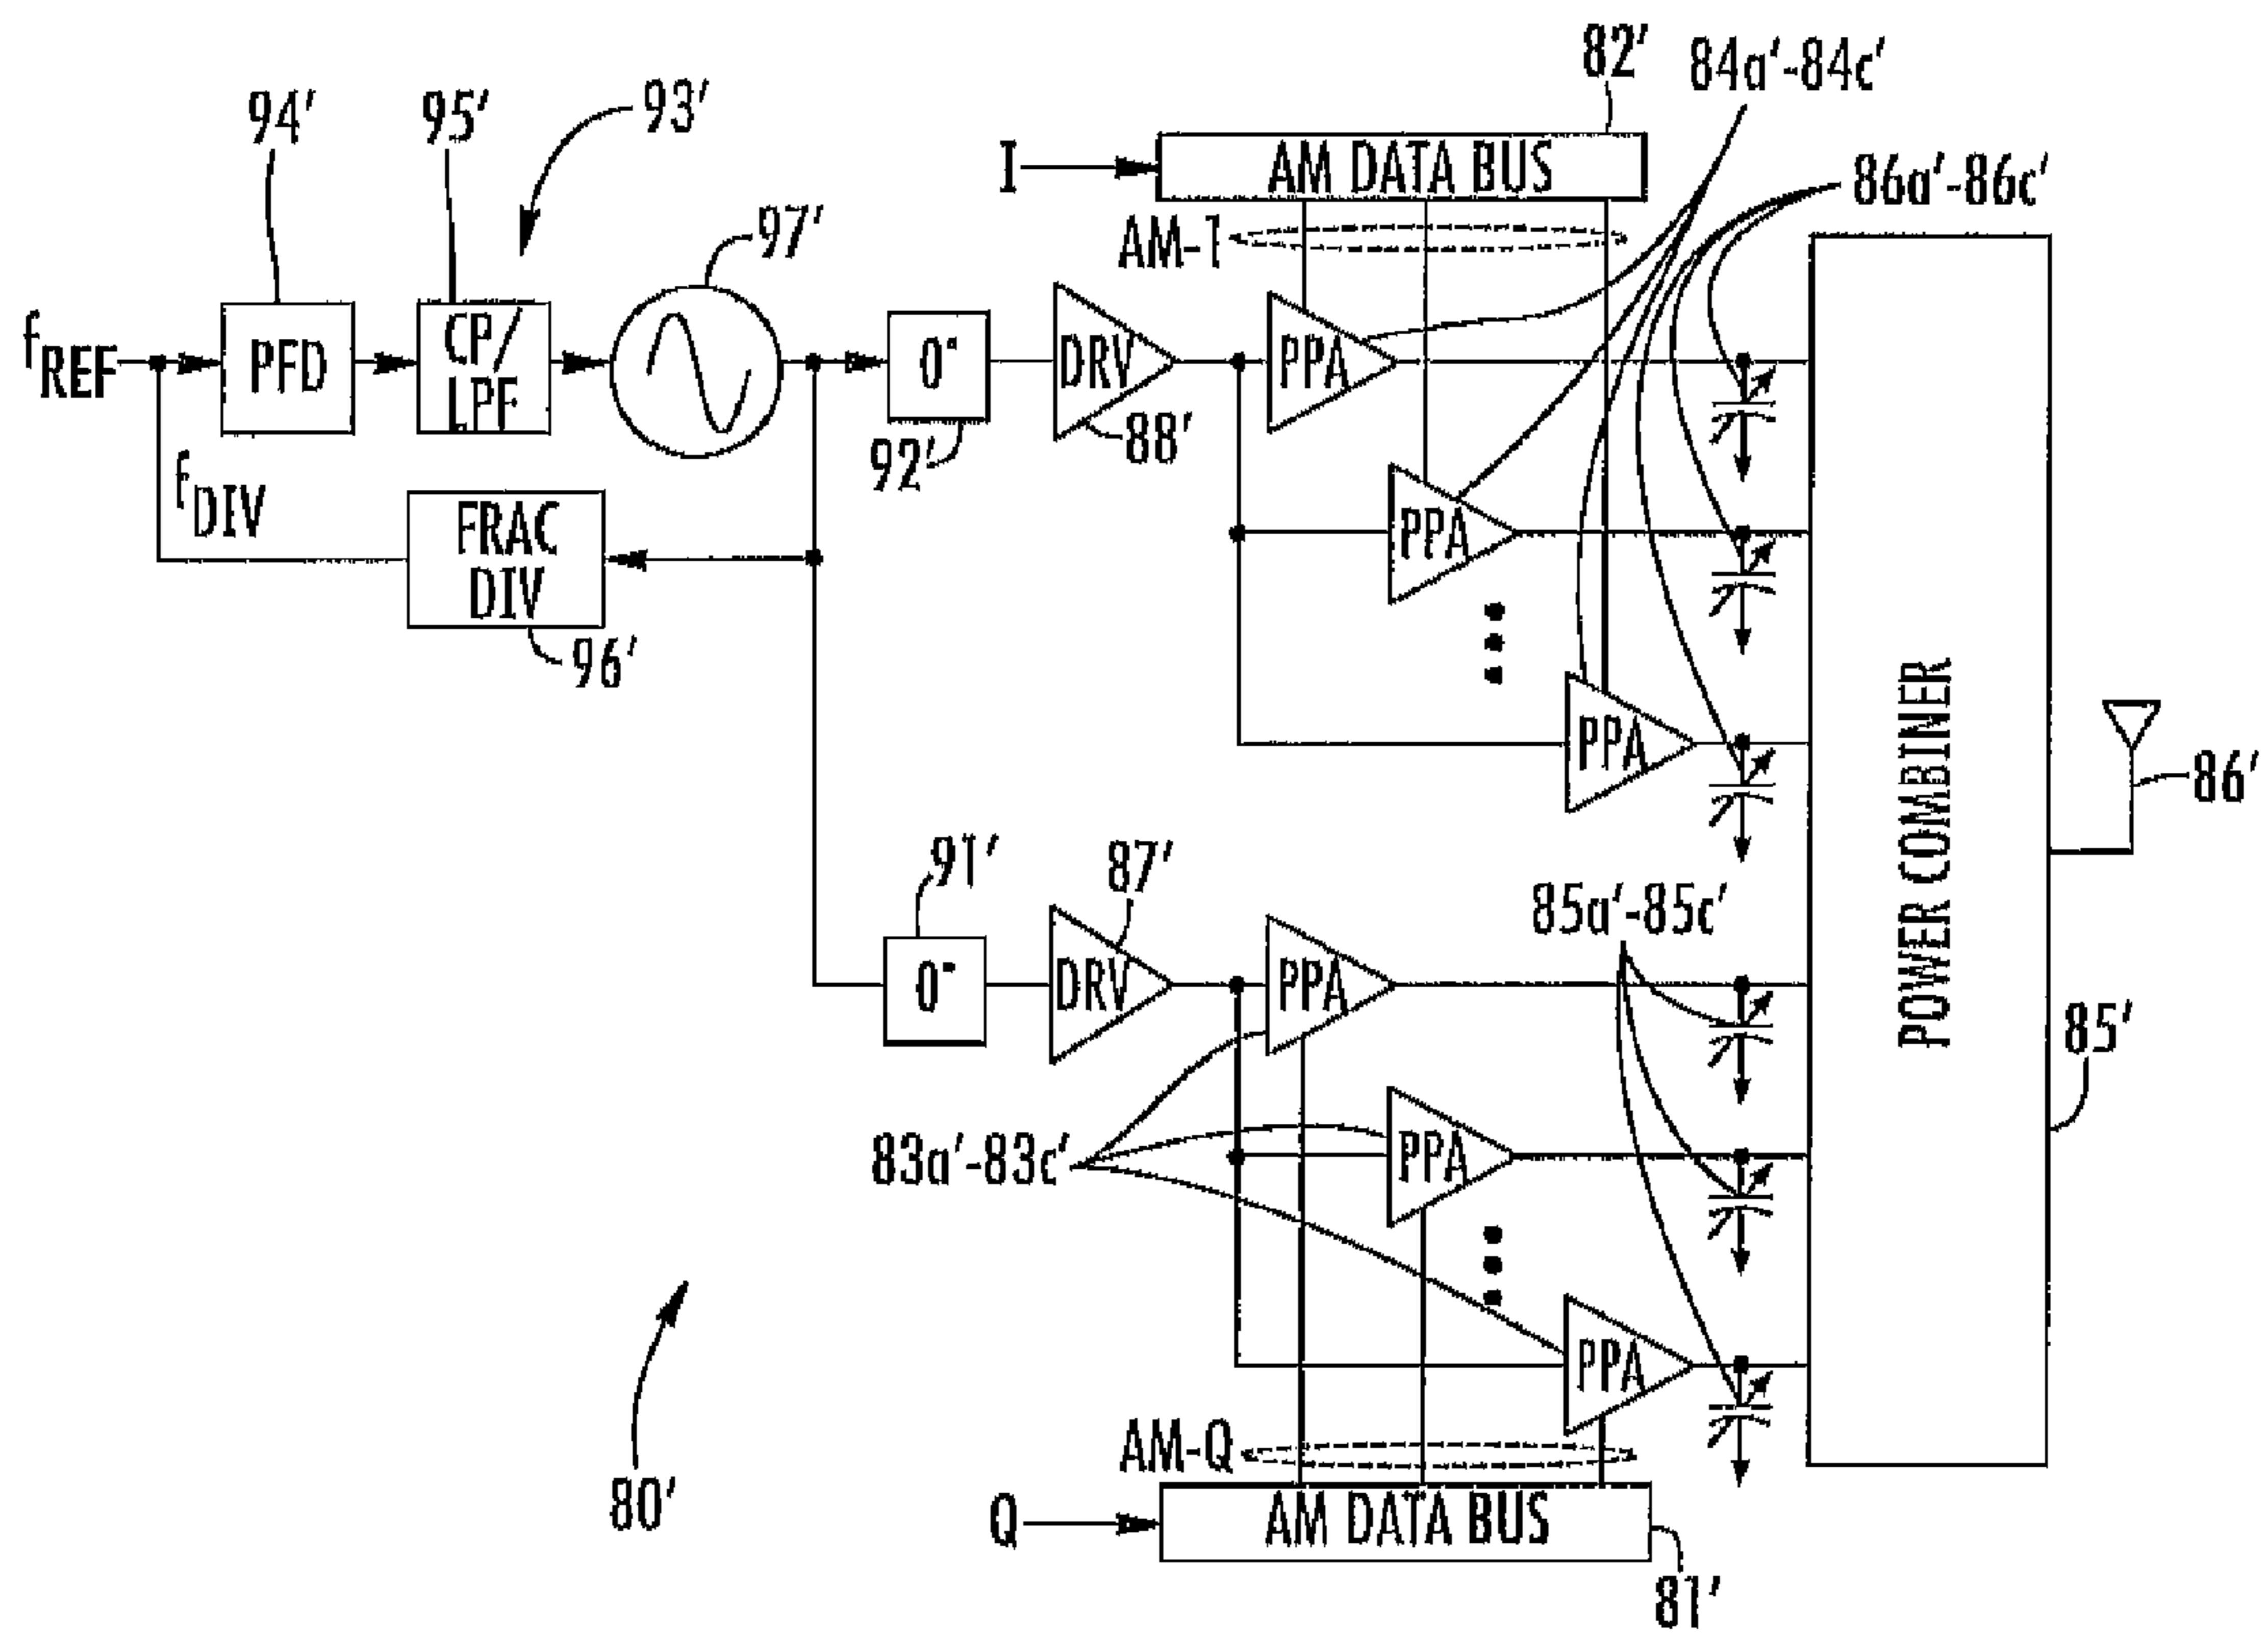 82'
84a'-84c'
94'
95'
93'
I
AM DATA BUS
86a'-86c'
97'
AM-I
fREF
PFD
CP/
LPF
0°
DRV
PPA
88'
92'
fDIV
FRAC
DIV
PPA
96'
PPA
POWER COMBINER
86'
91'
87'
85a'-85c'
0°
DRV
PPA
85'
83a'-83c'
PPA
PPA
AM-Q
80'
Q
AM DATA BUS
81'